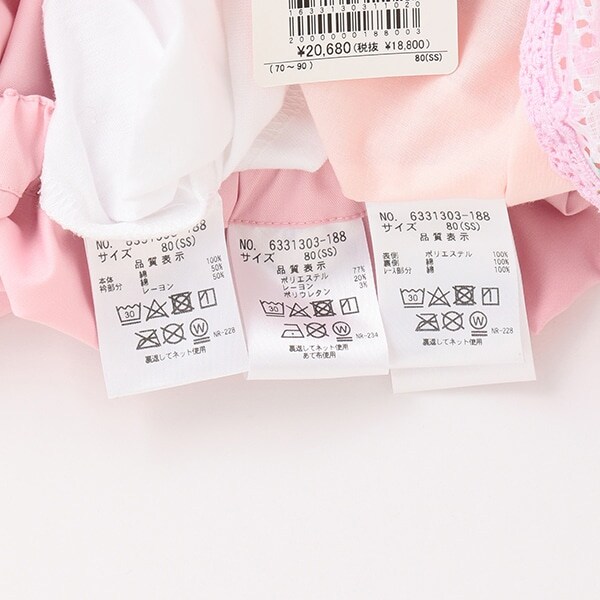 1633130313
2000000188003
¥20,680(税抜 ¥18,800)
(70~90) 80(SS)
NO. 6331303-188
サイズ 80(SS)
品質表示
本体 綿 100%
衿部分 綿 50%
レーヨン 50%
30
W
NR-228
裏返してネット使用
NO. 6331303-188
サイズ 80(SS)
品質表示
ポリエステル 77%
レーヨン 20%
ポリウレタン 3%
30
W
NR-234
裏返してネット使用
あて布使用
NO. 6331303-188
サイズ 80(SS)
品質表示
表側 ポリエステル 100%
裏側 綿 100%
レース部分 綿 100%
30
W
NR-228
裏返してネット使用